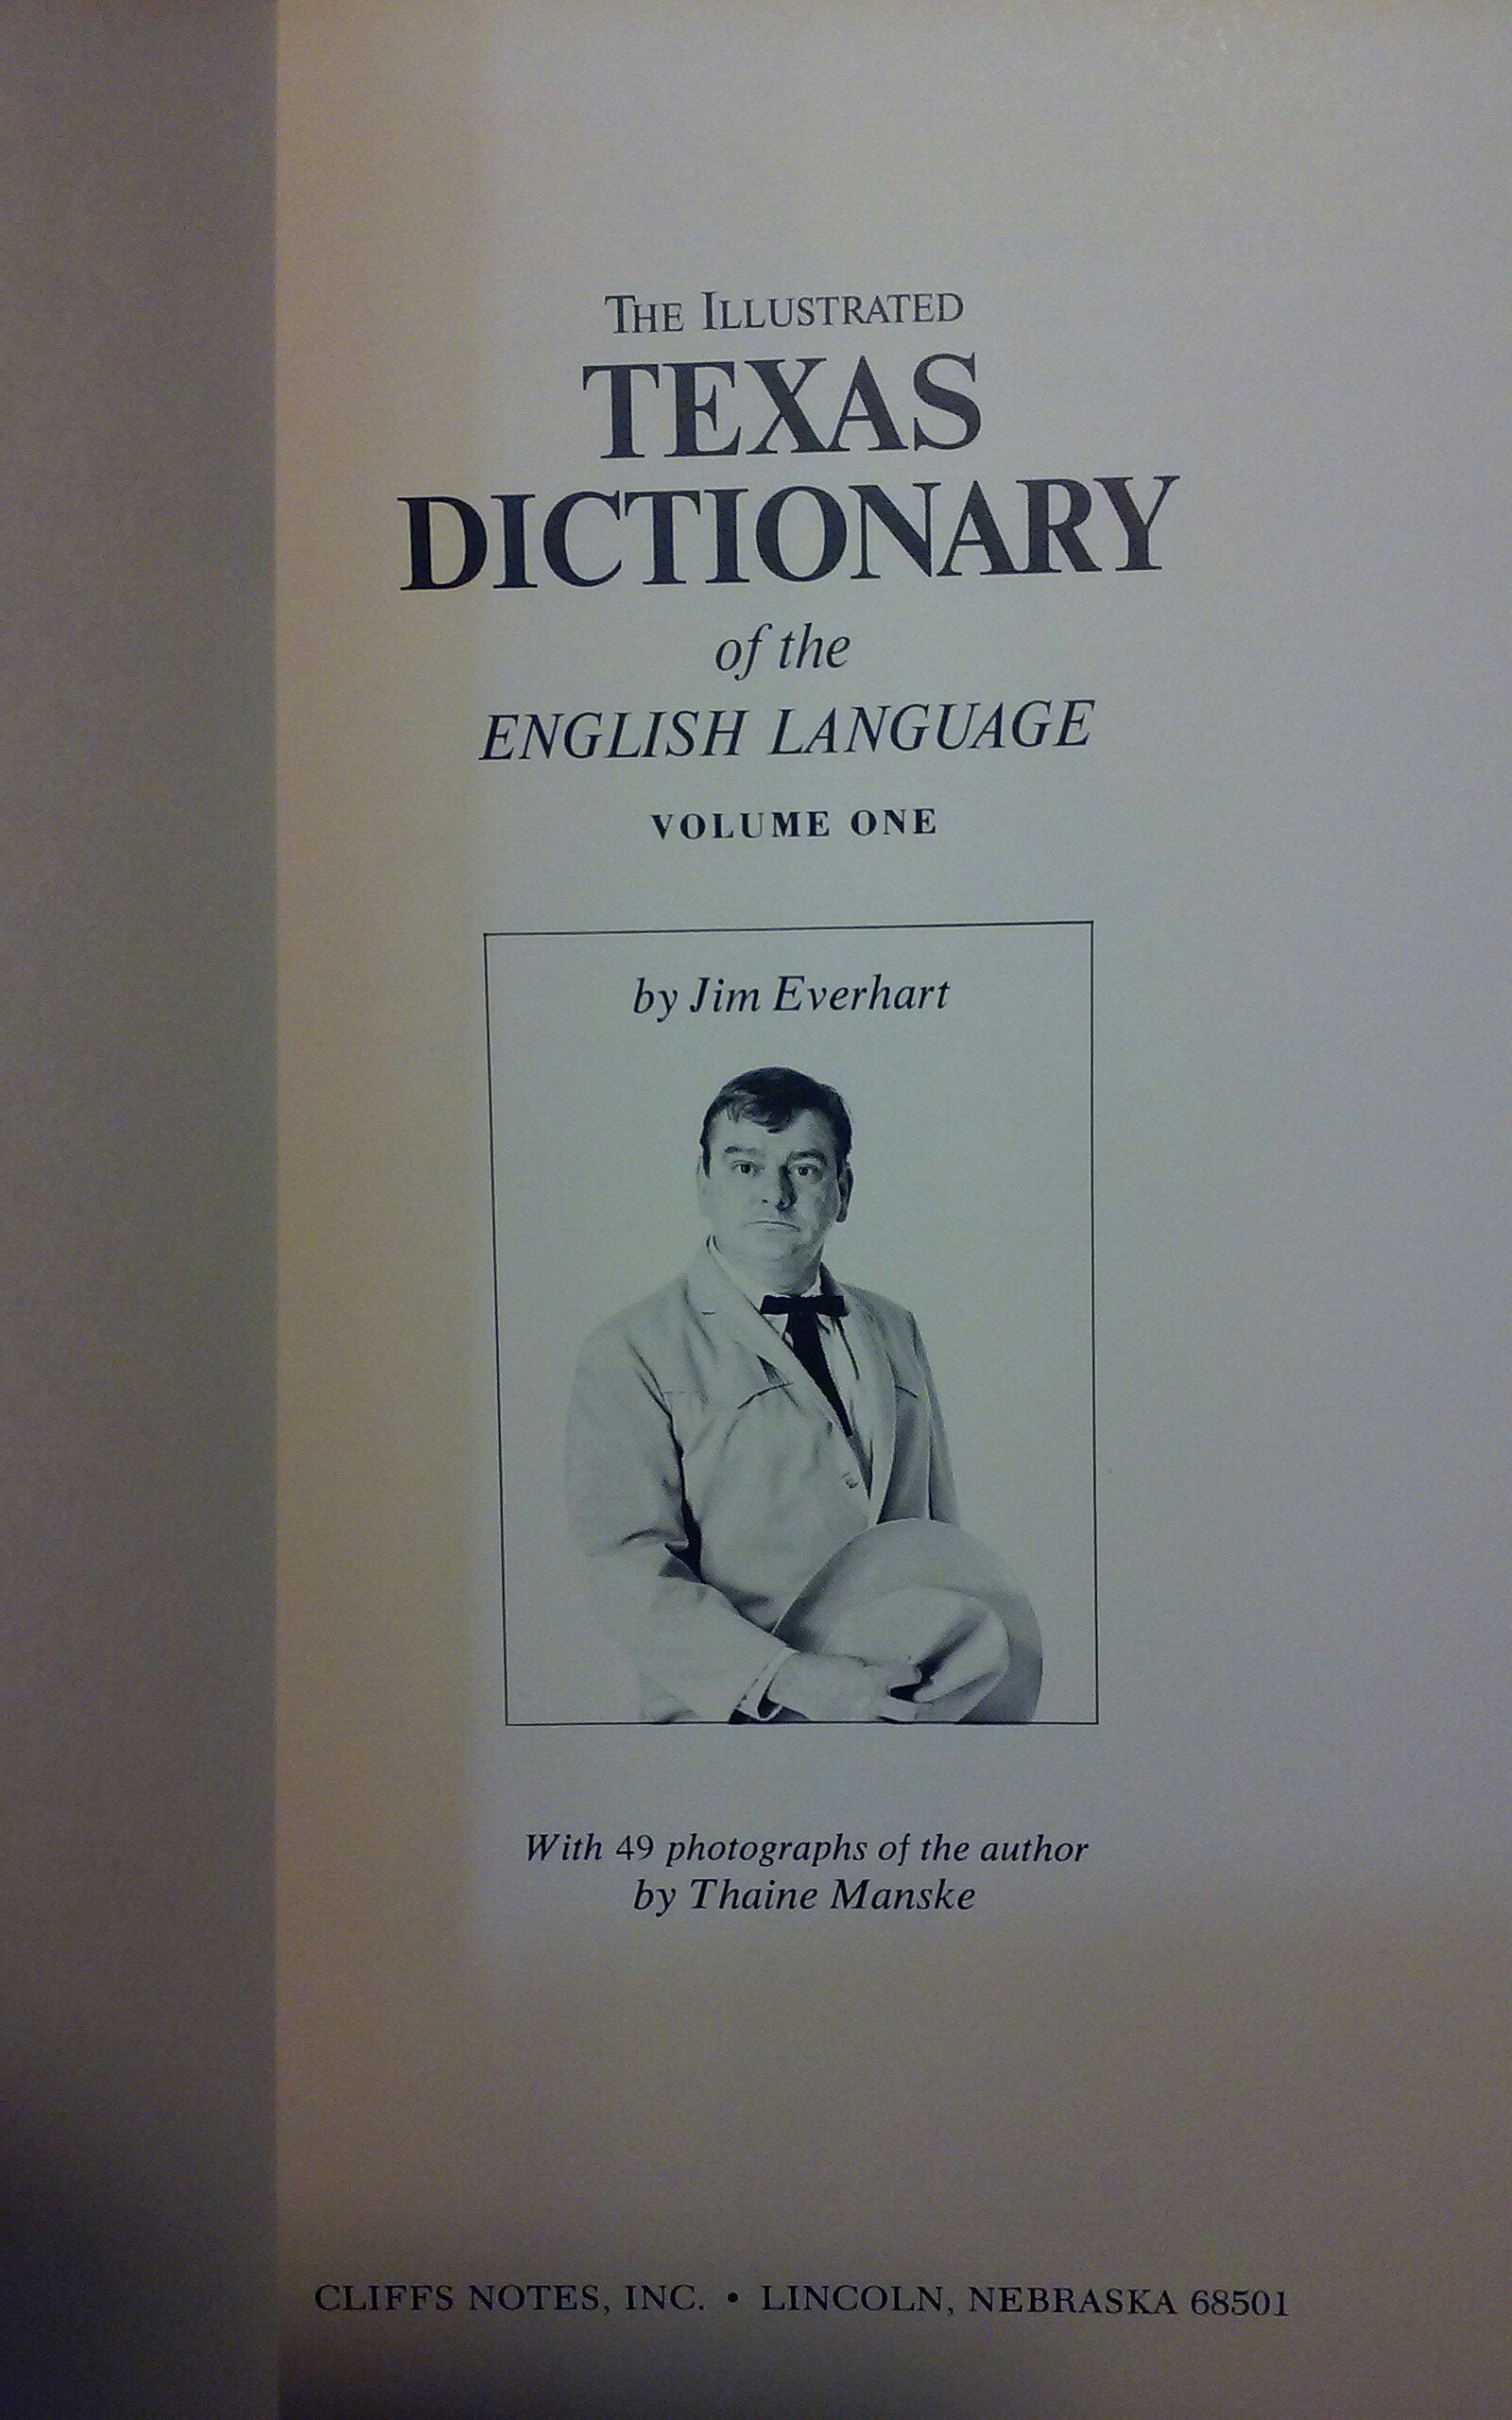 THE ILLUSTRATED
TEXAS
DICTIONARY
of the
ENGLISH LANGUAGE
VOLUME ONE
by Jim Everhart
With 49 photographs of the author
by Thaine Manske
CLIFFS NOTES, INC. • LINCOLN, NEBRASKA 68501